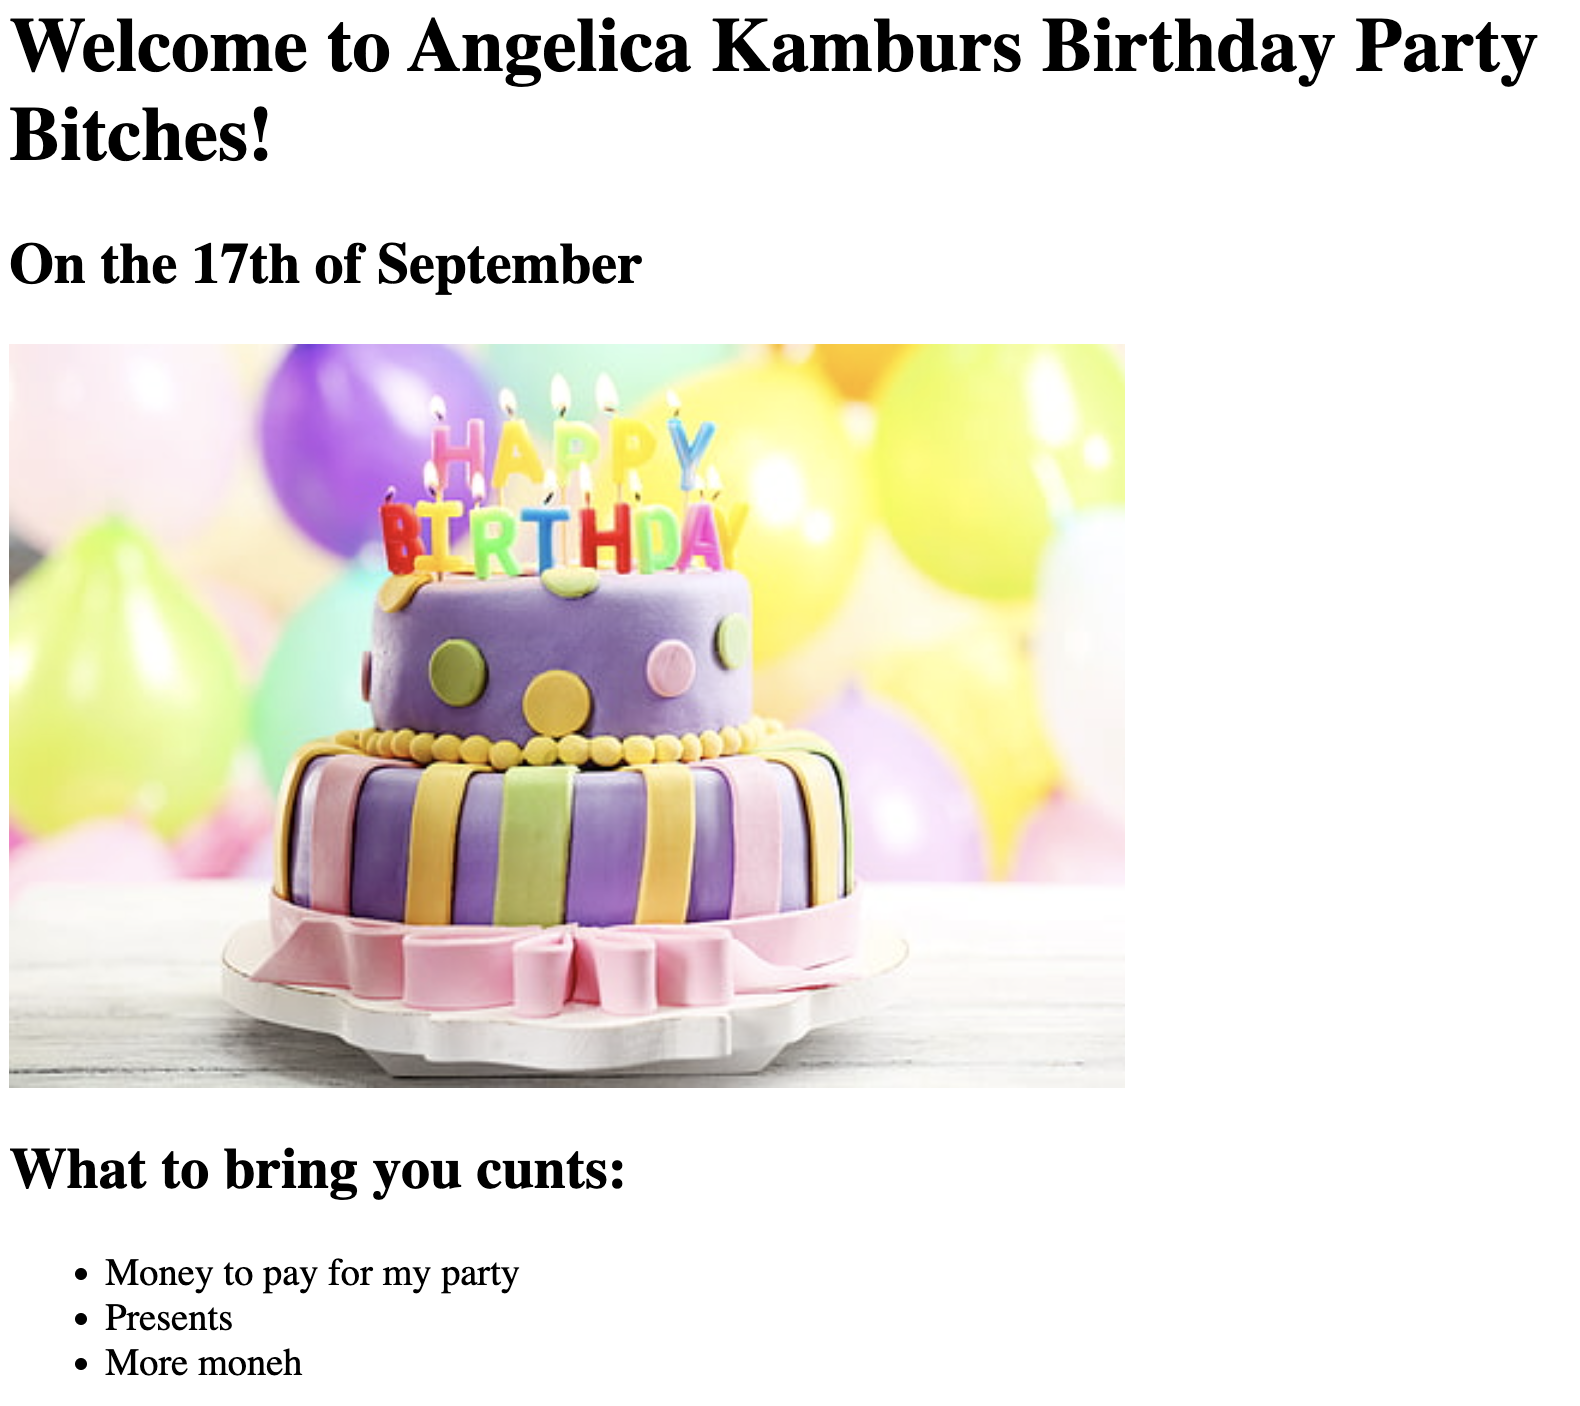 Welcome to Angelica Kamburs Birthday Party
Bitches!
On the 17th of September
HAPPY
BIRTHDAY
What to bring you cunts:
Money to pay for my party
Presents
More moneh